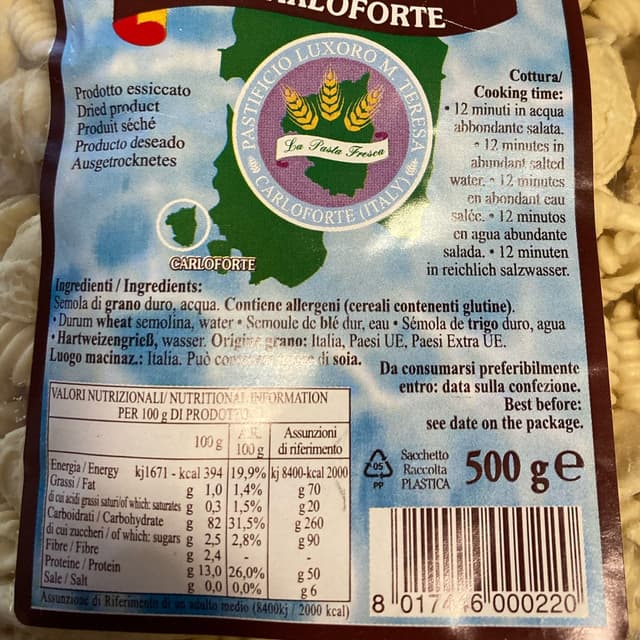 CARLOFORTE
Prodotto essiccato
Dried product
Produit séché
Producto deseado
Ausgetrocknetes
PASTIFICIO LUXORO M. TERESA
La Pasta Fresca
CARLOFORTE (ITALY)
CARLOFORTE
Cottura/
Cooking time:
• 12 minuti in acqua
abbondante salata.
• 12 minutes in
abundant salted
water. • 12 minutes
en abondant eau
salée. • 12 minutos
en agua abundante
salada. • 12 minuten
in reichlich salzwasser.
Ingredienti / Ingredients:
Semola di grano duro, acqua. Contiene allergeni (cereali contenenti glutine).
• Durum wheat semolina, water • Semoule de blé dur, eau • Sémola de trigo duro, agua
• Hartweizengrieß, wasser. Origine grano: Italia, Paesi UE, Paesi Extra UE.
Luogo macinaz.: Italia. Può di soia.
Da consumarsi preferibilmente
entro: data sulla confezione.
Best before:
see date on the package.
VALORI NUTRIZIONALI/ NUTRITIONAL INFORMATION
PER 100 g DI PRODOTTO
100 g A.R. 100 g Assunzioni di riferimento
Energia / Energy kj1671 - kcal 394 19,9% kj 8400-kcal 2000
Grassi / Fat g 1,0 1,4% g 70
di cui acidi grassi saturi/of which: saturates g 0,3 1,5% g 20
Carboidrati / Carbohydrate g 82 31,5% g 260
di cui zuccheri / of which: sugars g 2,5 2,8% g 90
Fibre / Fibre g 2,4 - -
Proteine / Protein g 13,0 26,0% g 50
Sale / Salt g 0,0 0,0% g 6
Assunzione di Riferimento di un adulto medio (8400kj / 2000 kcal)
05
PP
Sacchetto
Raccolta
PLASTICA
500 g e
8 017446 000220